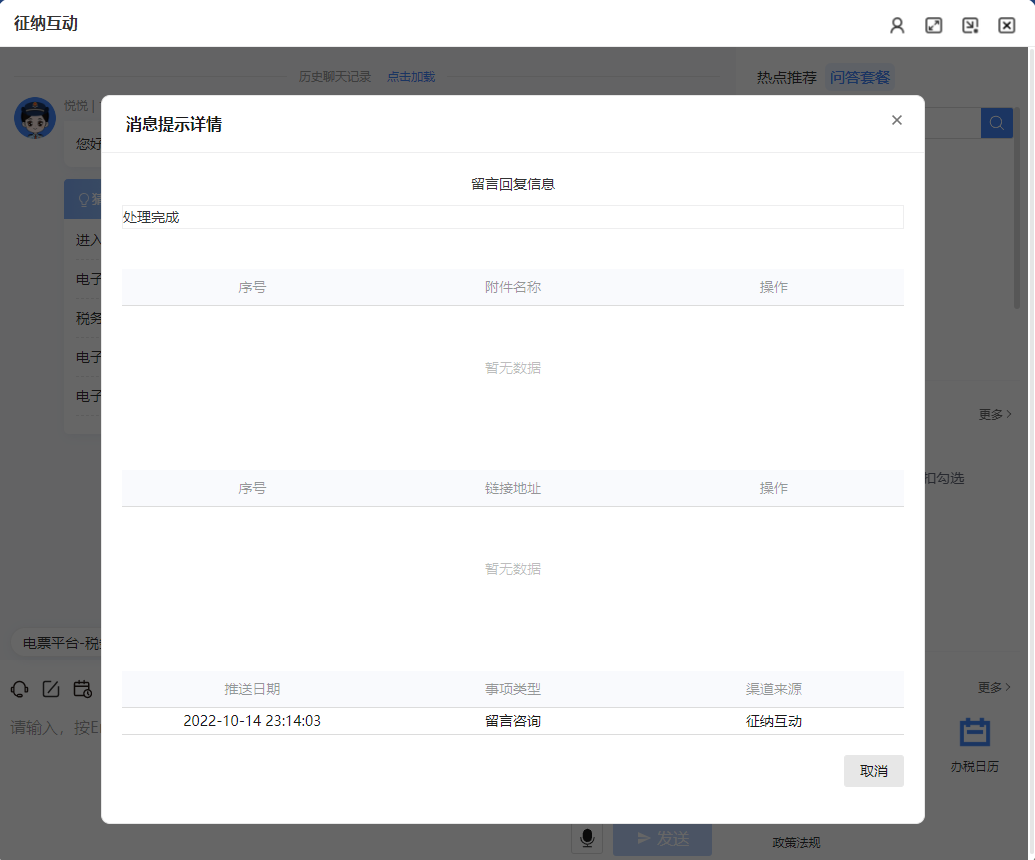 征纳互动
历史聊天记录 点击加载
热点推荐 问答套餐
悦悦 |
您好
进入
电子
税务
电子
电子
消息提示详情
留言回复信息
处理完成
序号 附件名称 操作
暂无数据
序号 链接地址 操作
暂无数据
推送日期 事项类型 渠道来源
2022-10-14 23:14:03 留言咨询 征纳互动
取消
更多
扣勾选
电票平台-税
更多
请输入，按E
办税日历
发送
政策法规